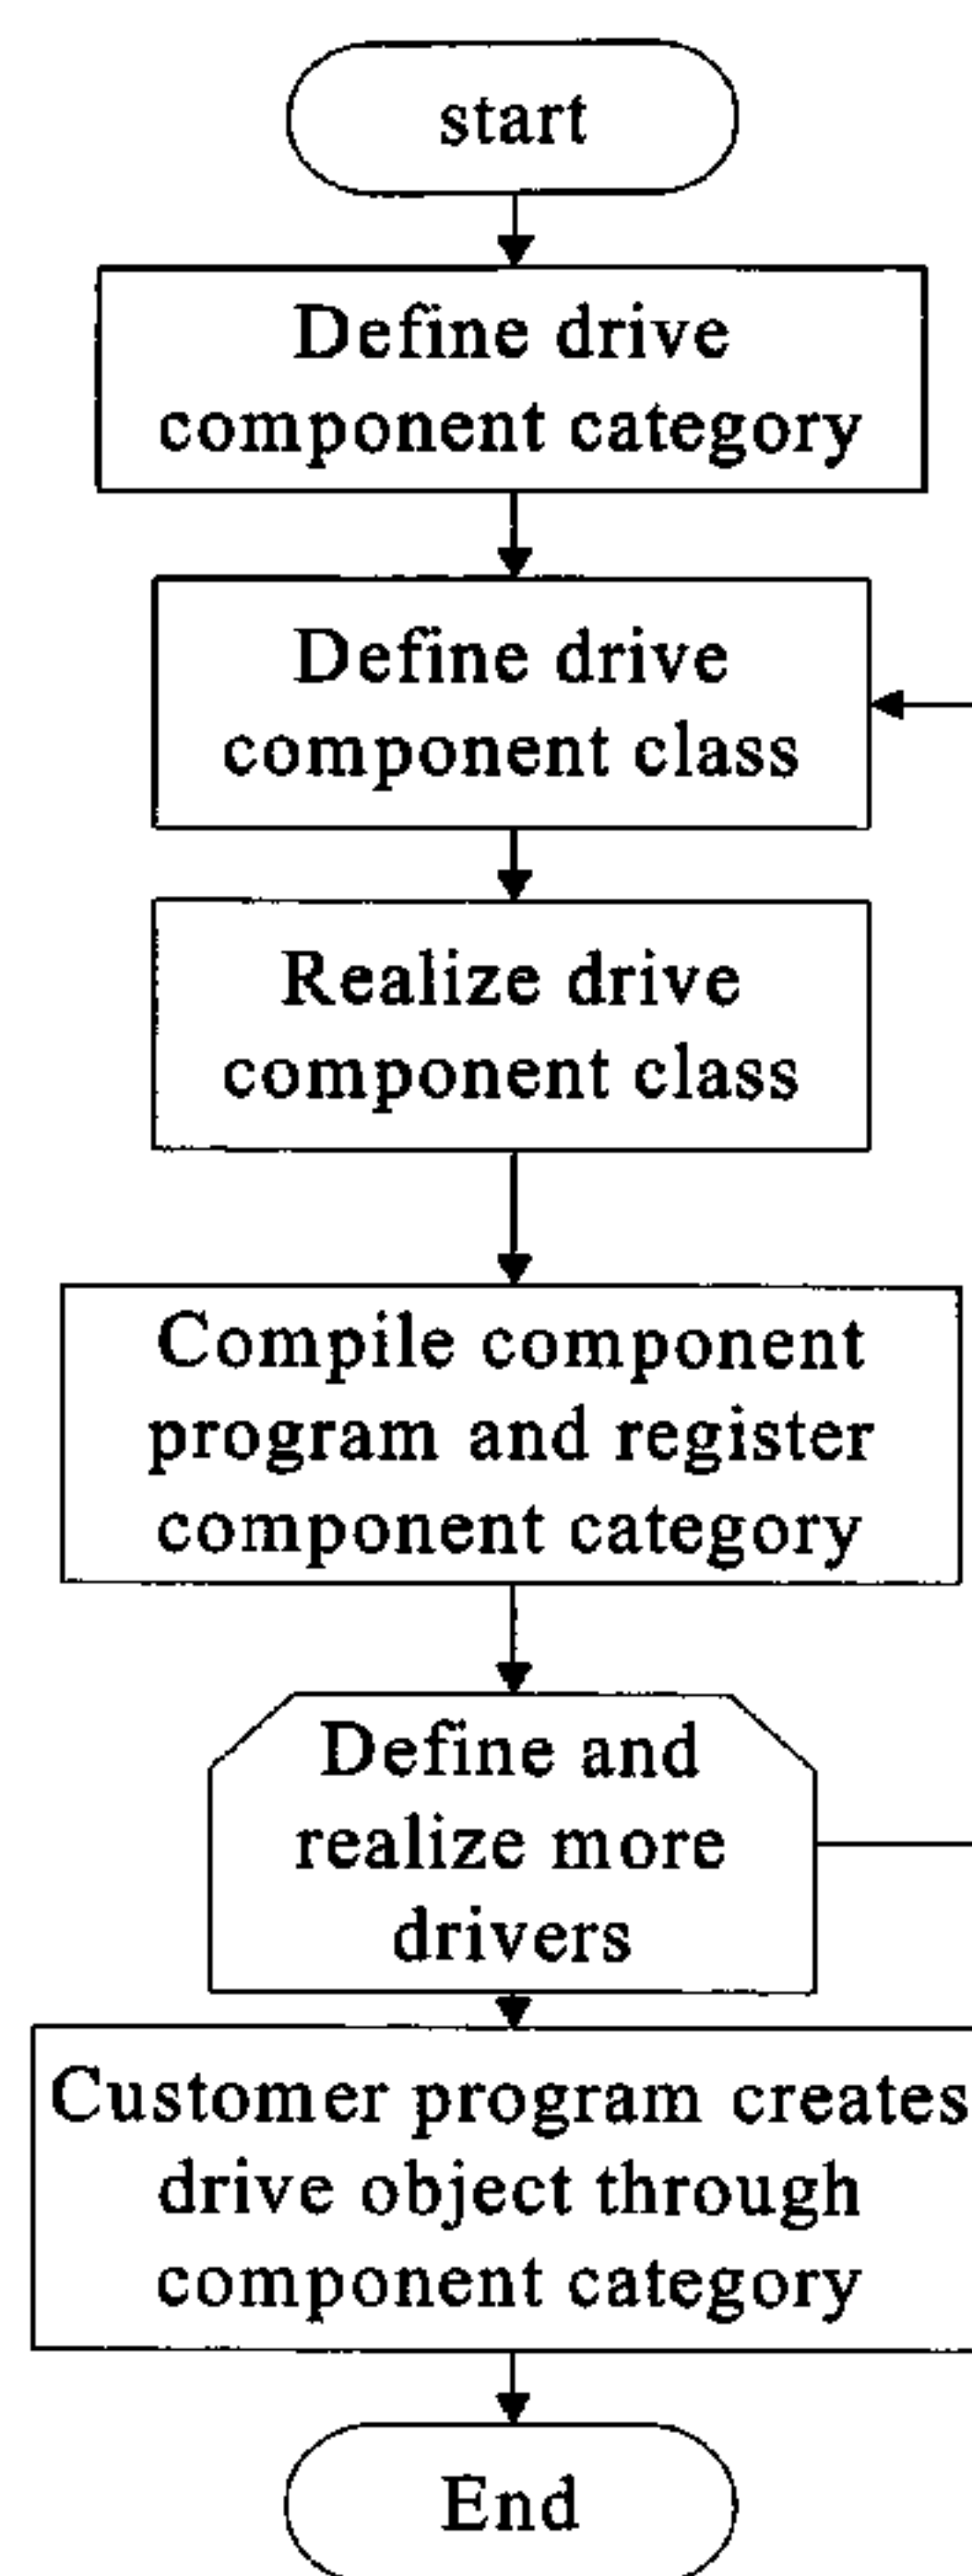 start
Define drive
component category
Define drive
component class
Realize drive
component class
Compile component
program and register
component category
Define and
realize more
drivers
Customer program creates
drive object through
component category
End